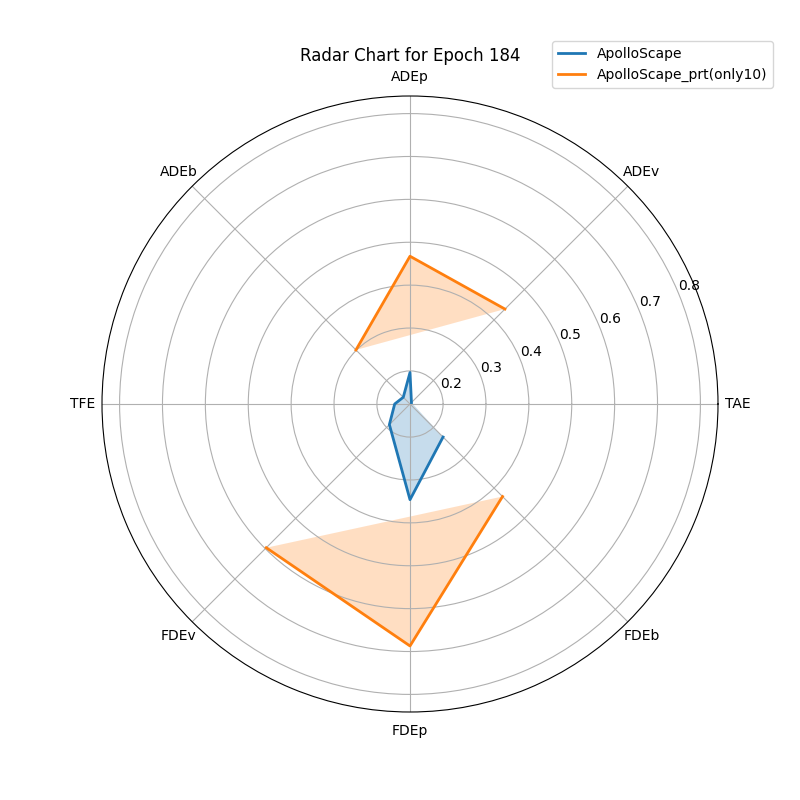 Radar Chart for Epoch 184
ApolloScape
ApolloScape_prt(only10)
ADEp
ADEb
ADEv
0.8
0.7
0.6
0.5
0.4
0.3
0.2
TFE
TAE
FDEv
FDEb
FDEp